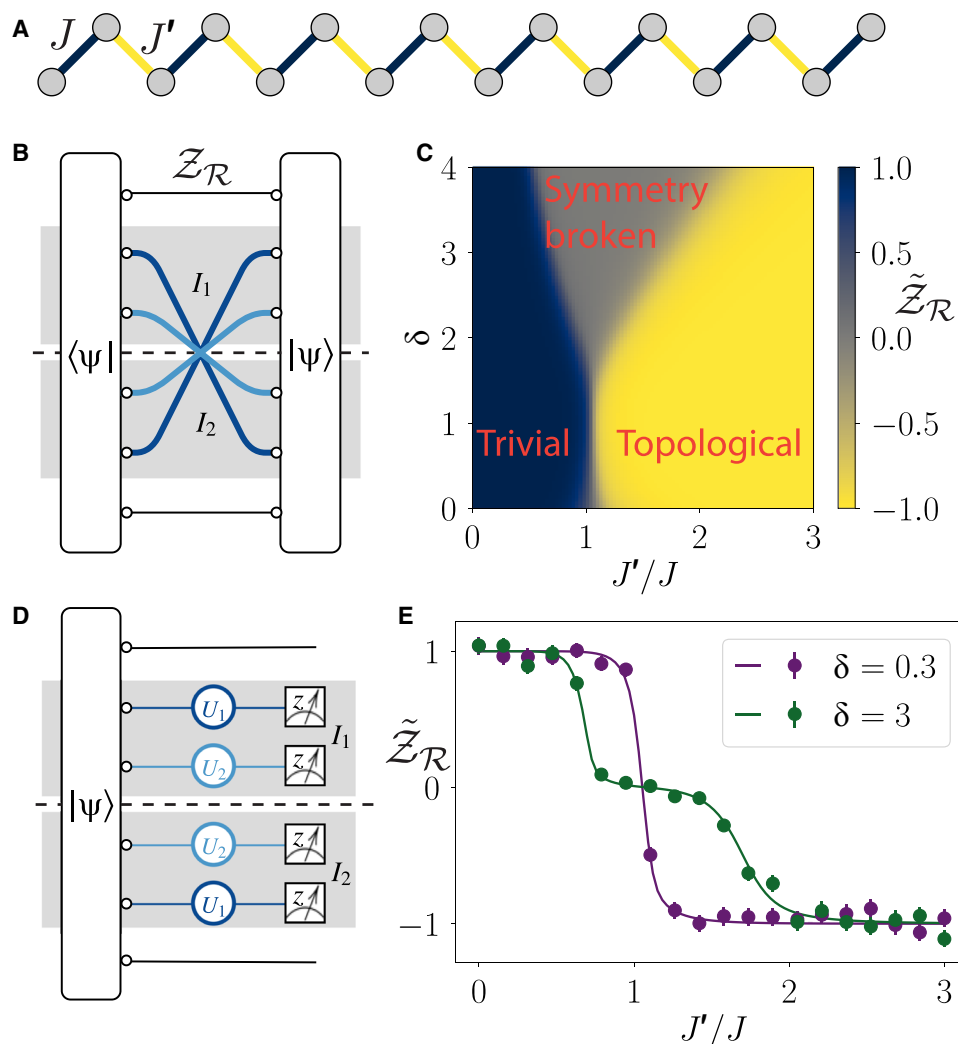 A
J
J'
B
𝒵_ℛ
I₁
⟨ψ|
|ψ⟩
I₂
C
4
3
2
1
0
δ
Symmetry
broken
Trivial
Topological
0
1
2
3
J'/J
1.0
0.5
0.0
−0.5
−1.0
𝒵̃_ℛ
D
U₁
z
I₁
U₂
z
|ψ⟩
U₂
z
I₂
U₁
z
E
1
0
−1
𝒵̃_ℛ
δ = 0.3
δ = 3
0
1
2
3
J'/J